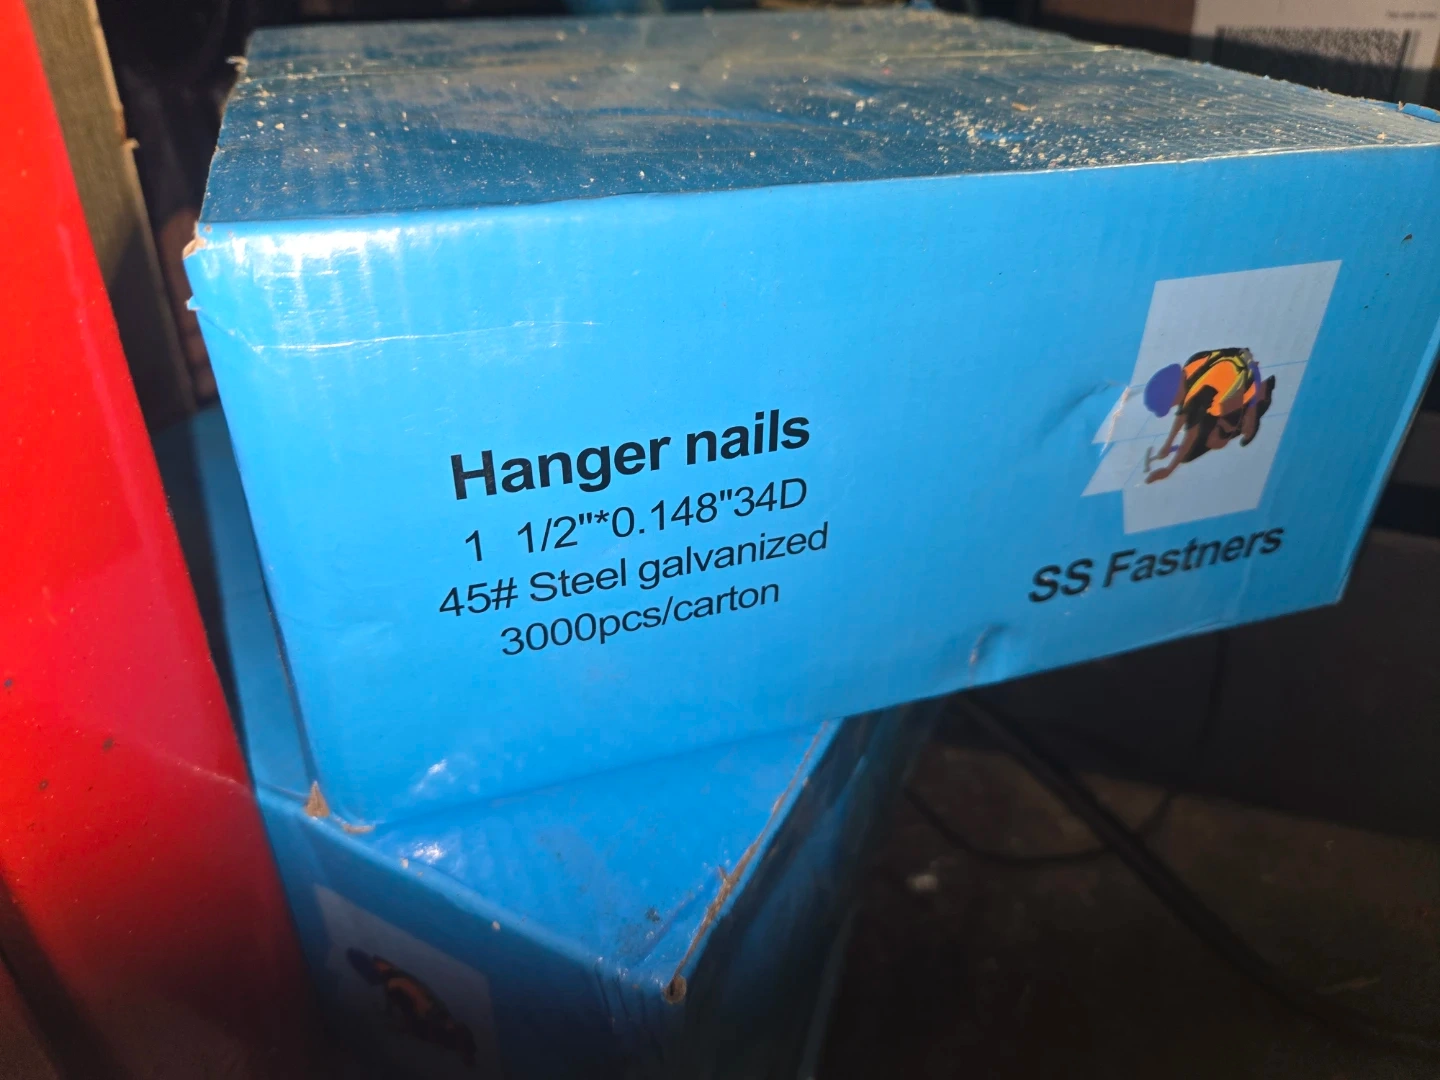 Hanger nails
1 1/2"*0.148"34D
45# Steel galvanized
3000pcs/carton
SS Fastners